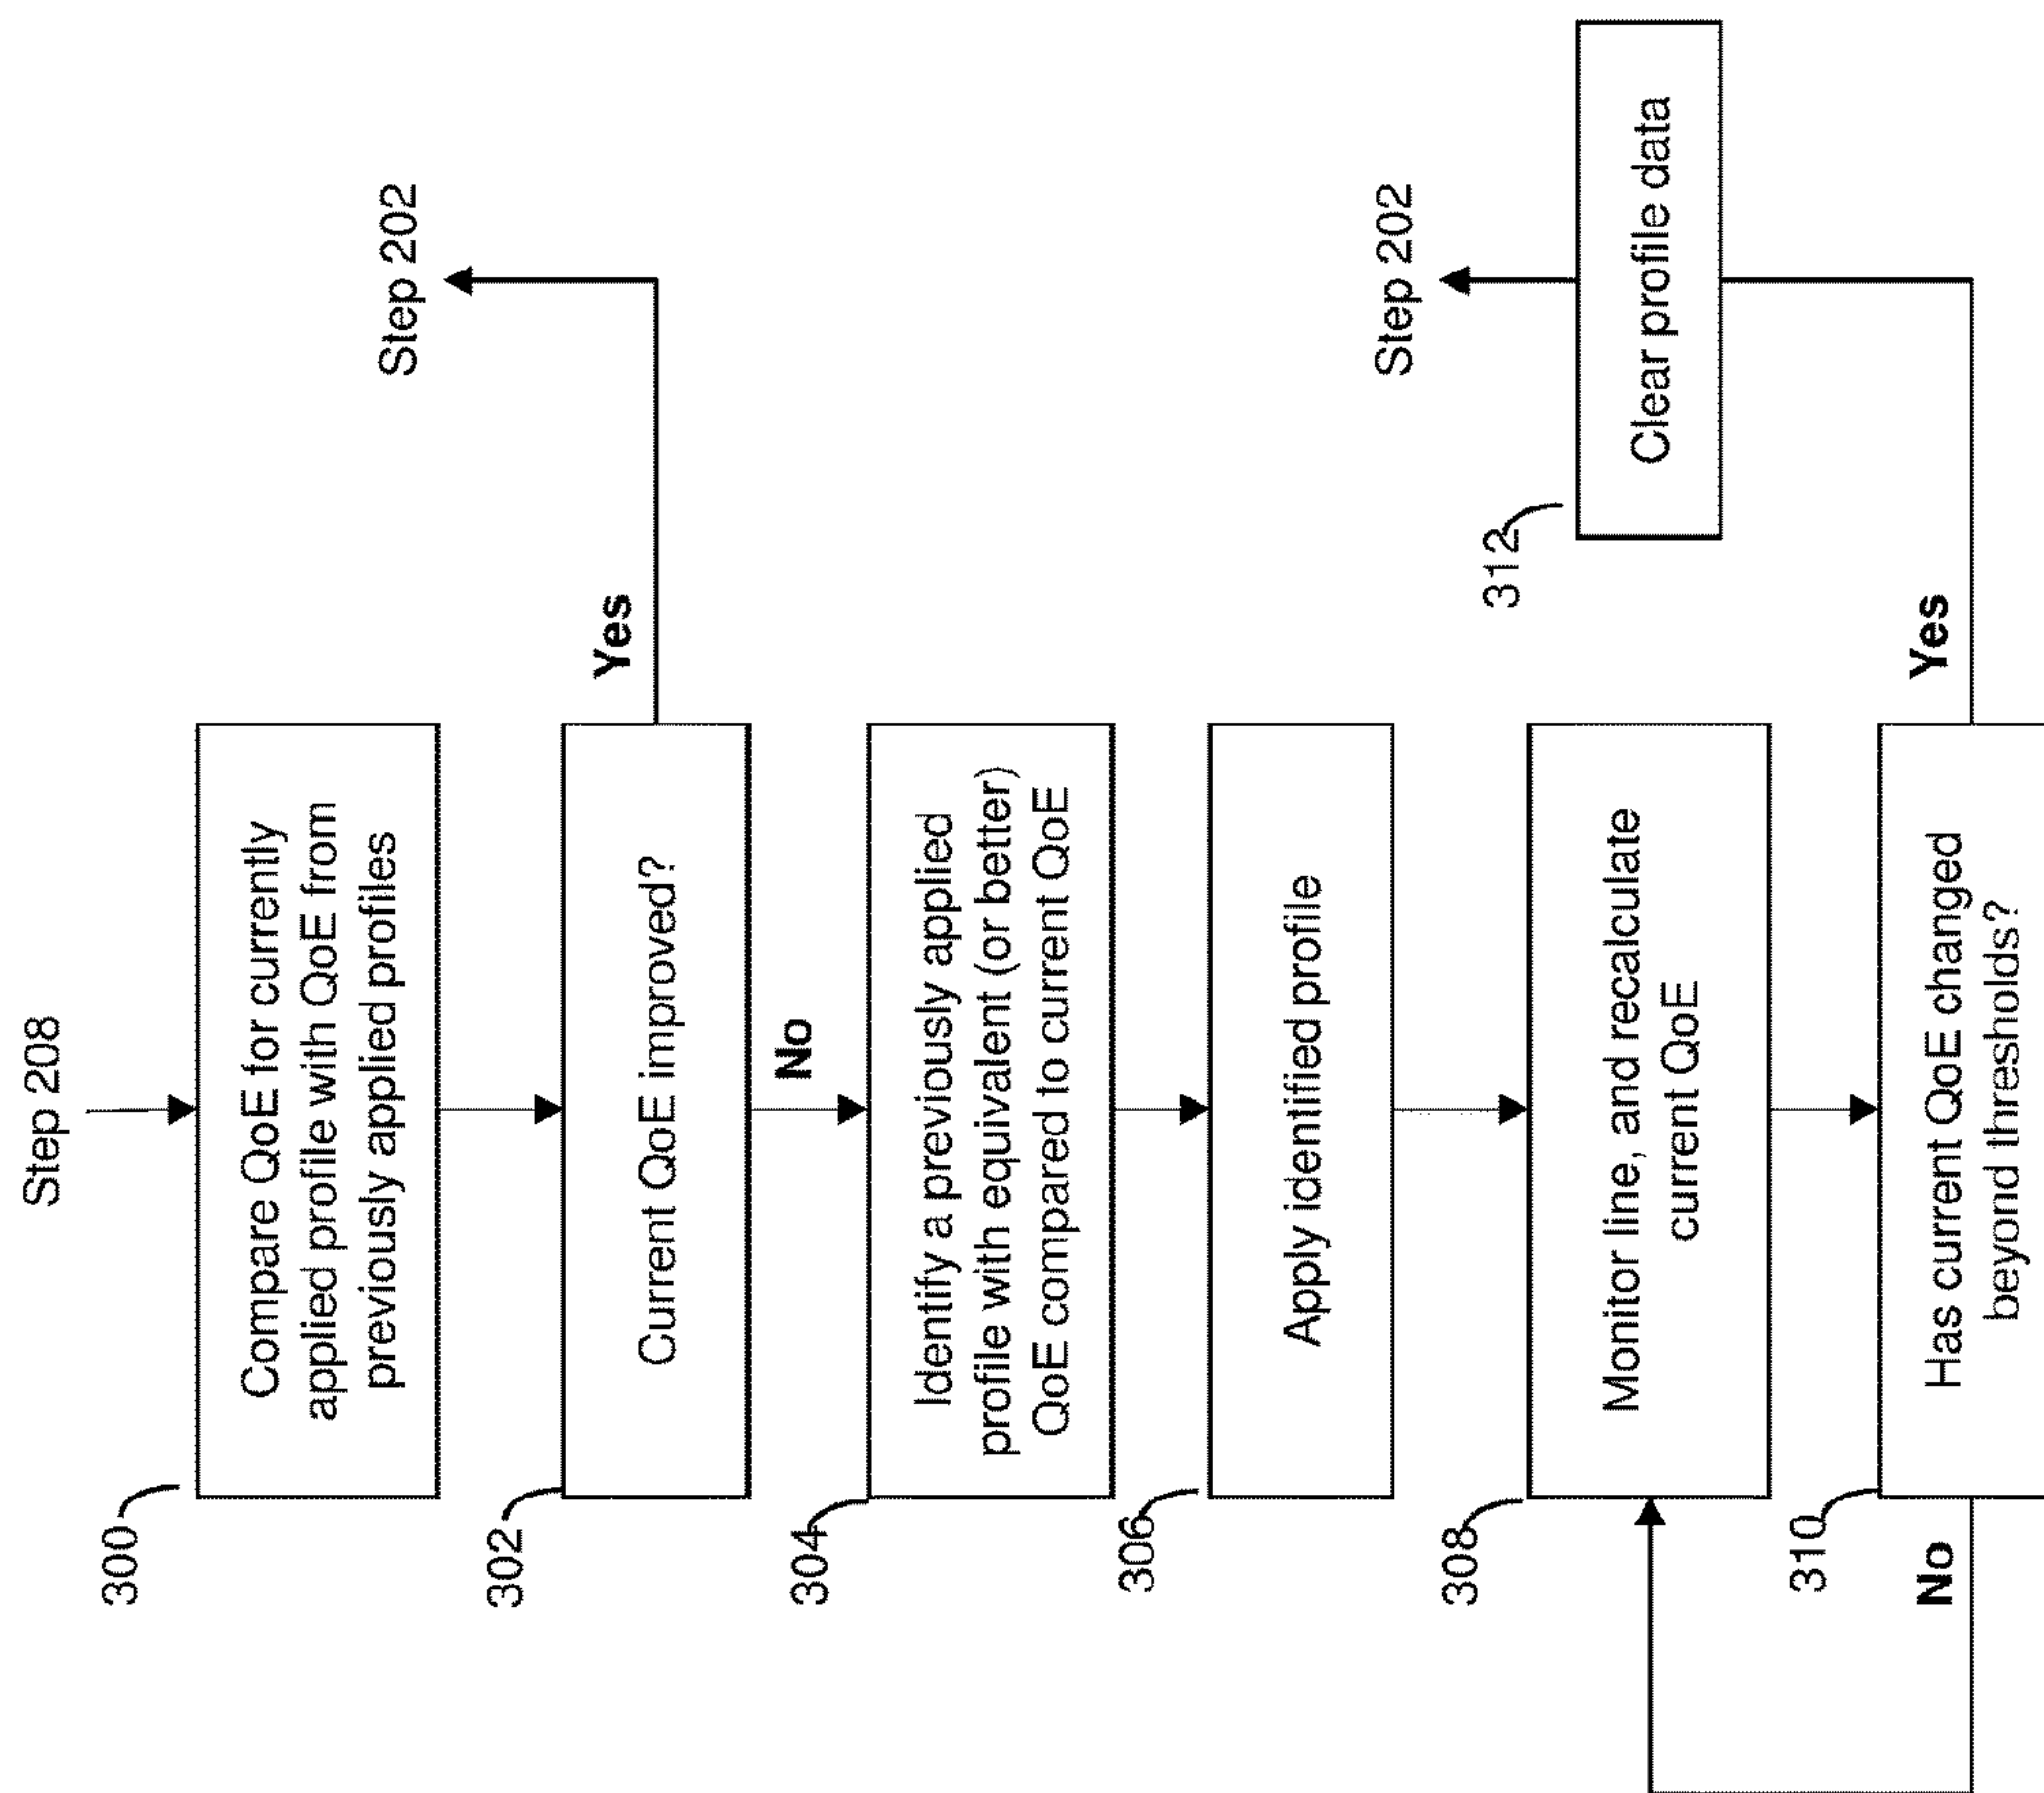 Step 208
300
Compare QoE for currently
applied profile with QoE from
previously applied profiles
302
Current QoE improved?
Yes
Step 202
No
304
Identify a previously applied
profile with equivalent (or better)
QoE compared to current QoE
306
Apply identified profile
308
Monitor line, and recalculate
current QoE
310
Has current QoE changed
beyond thresholds?
No
Yes
312
Clear profile data
Step 202